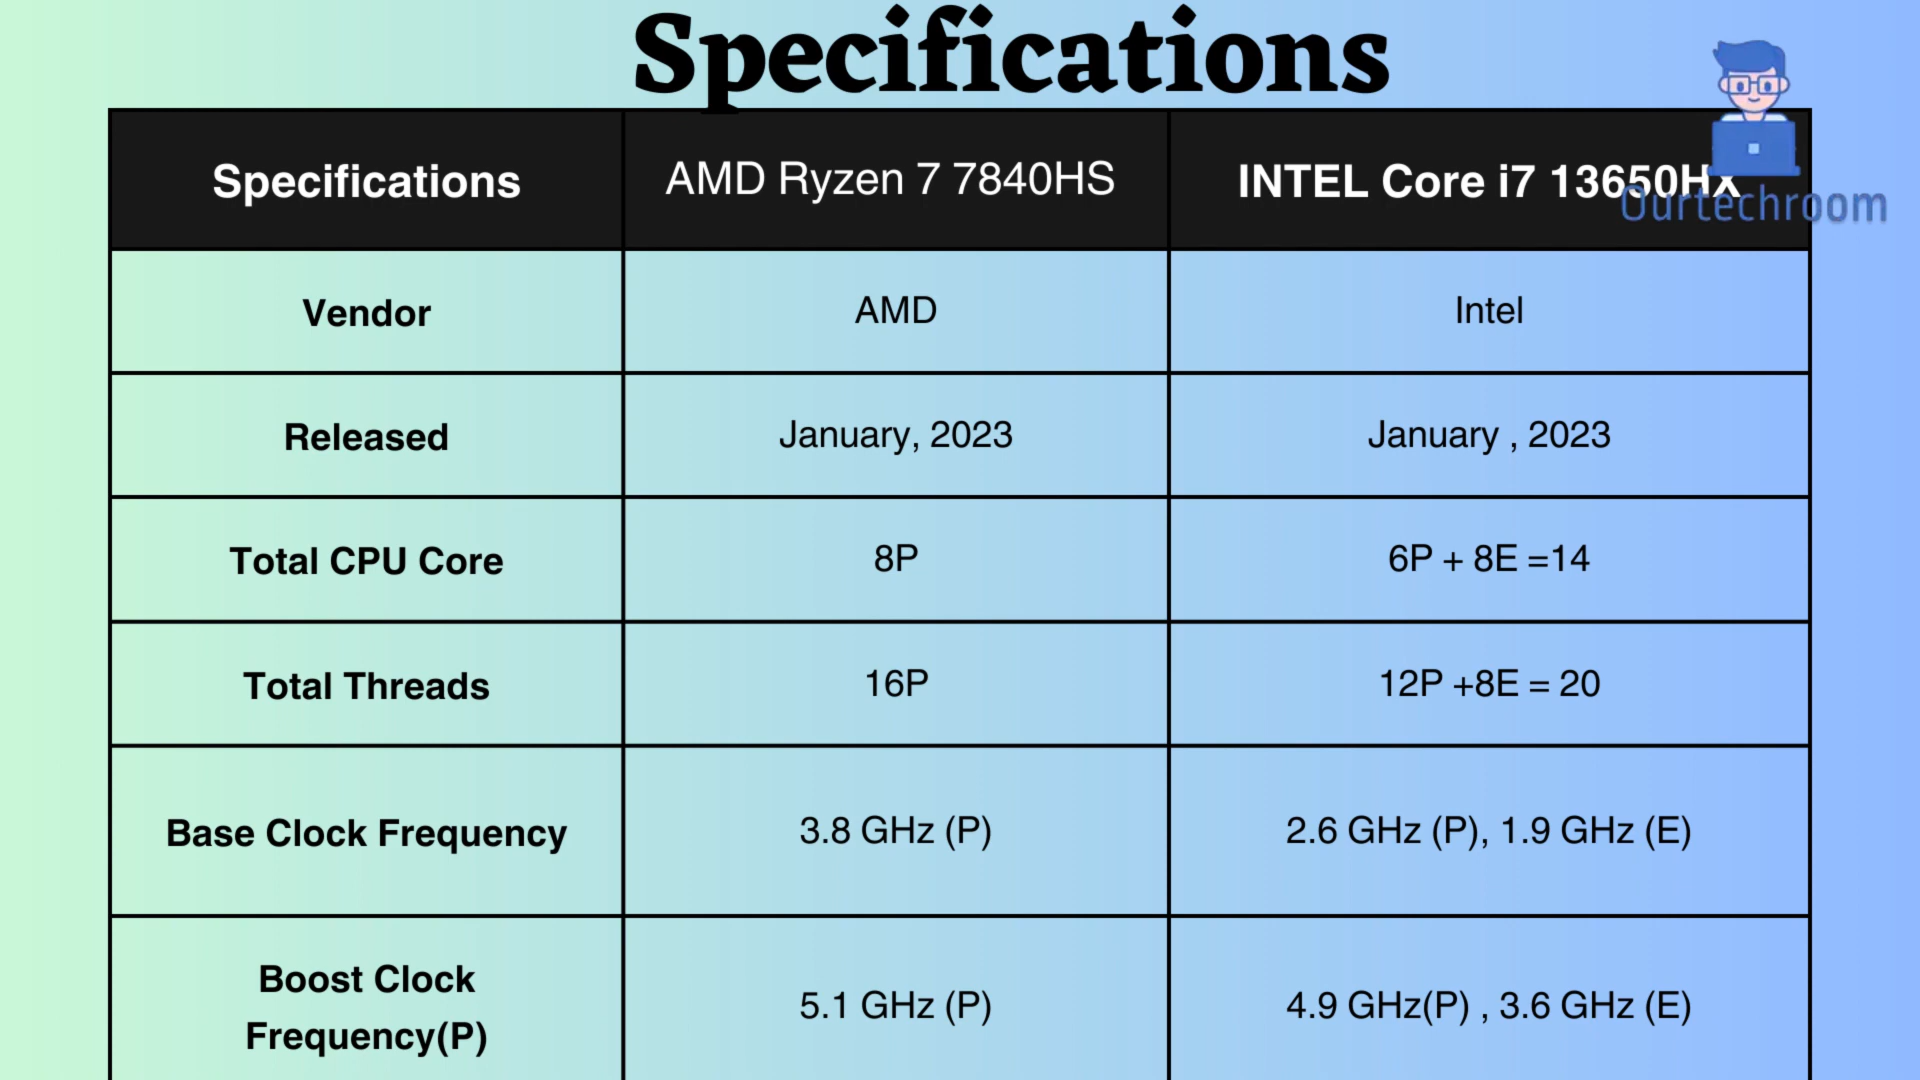 Specifications
Specifications AMD Ryzen 7 7840HS INTEL Core i7 13650HX
Ourtechroom
Vendor AMD Intel
Released January, 2023 January , 2023
Total CPU Core 8P 6P + 8E =14
Total Threads 16P 12P +8E = 20
Base Clock Frequency 3.8 GHz (P) 2.6 GHz (P), 1.9 GHz (E)
Boost Clock
Frequency(P) 5.1 GHz (P) 4.9 GHz(P) , 3.6 GHz (E)